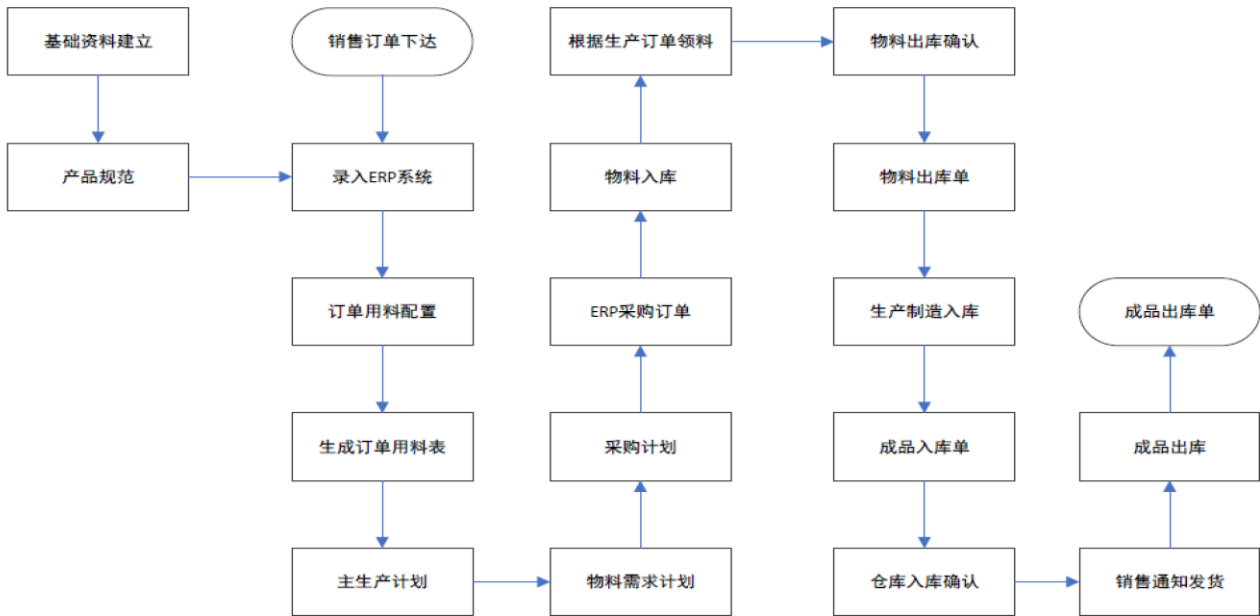 基础资料建立
产品规范
销售订单下达
录入ERP系统
订单用料配置
生成订单用料表
主生产计划
物料需求计划
采购计划
ERP采购订单
物料入库
根据生产订单领料
物料出库确认
物料出库单
生产制造入库
成品入库单
仓库入库确认
销售通知发货
成品出库
成品出库单